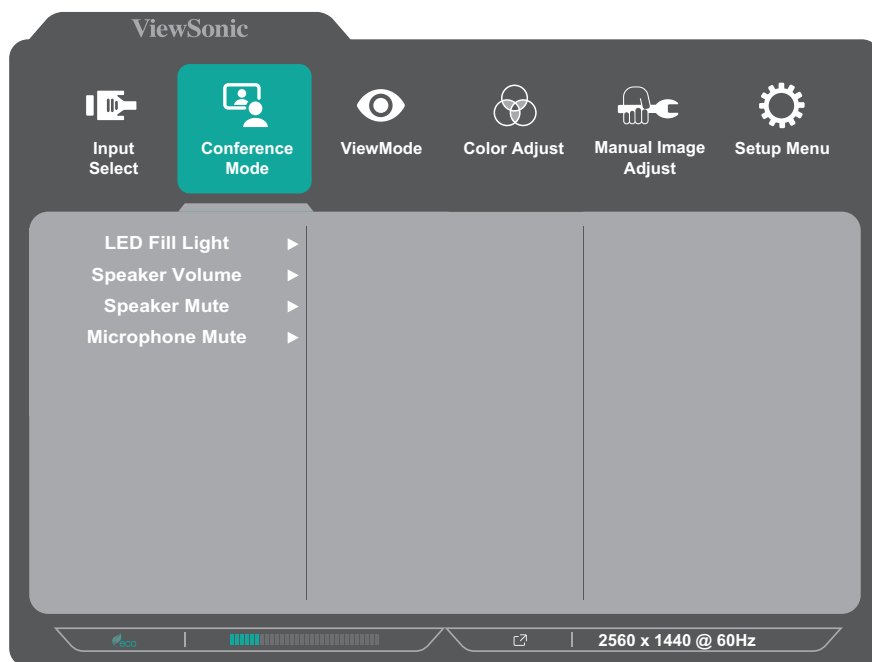 ViewSonic
Input
Select
Conference
Mode
ViewMode
Color Adjust
Manual Image
Adjust
Setup Menu
LED Fill Light
Speaker Volume
Speaker Mute
Microphone Mute
eco
2560 x 1440 @ 60Hz